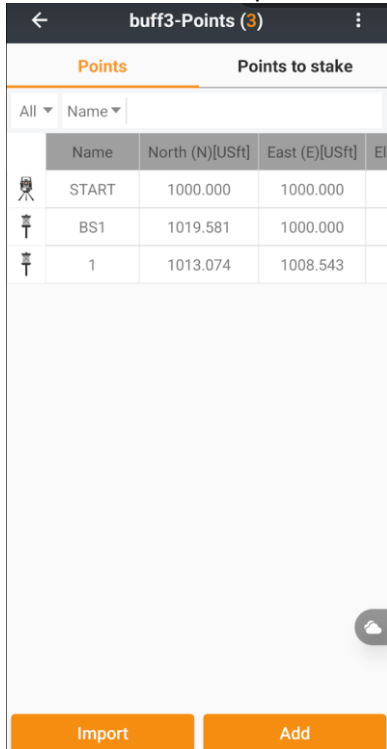 buff3-Points (3)
Points Points to stake
All Name
Name North (N)[USft] East (E)[USft] El
START 1000.000 1000.000
BS1 1019.581 1000.000
1 1013.074 1008.543
Import Add